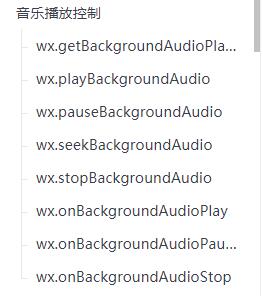 音乐播放控制
wx.getBackgroundAudioPla...
wx.playBackgroundAudio
wx.pauseBackgroundAudio
wx.seekBackgroundAudio
wx.stopBackgroundAudio
wx.onBackgroundAudioPlay
wx.onBackgroundAudioPau...
wx.onBackgroundAudioStop